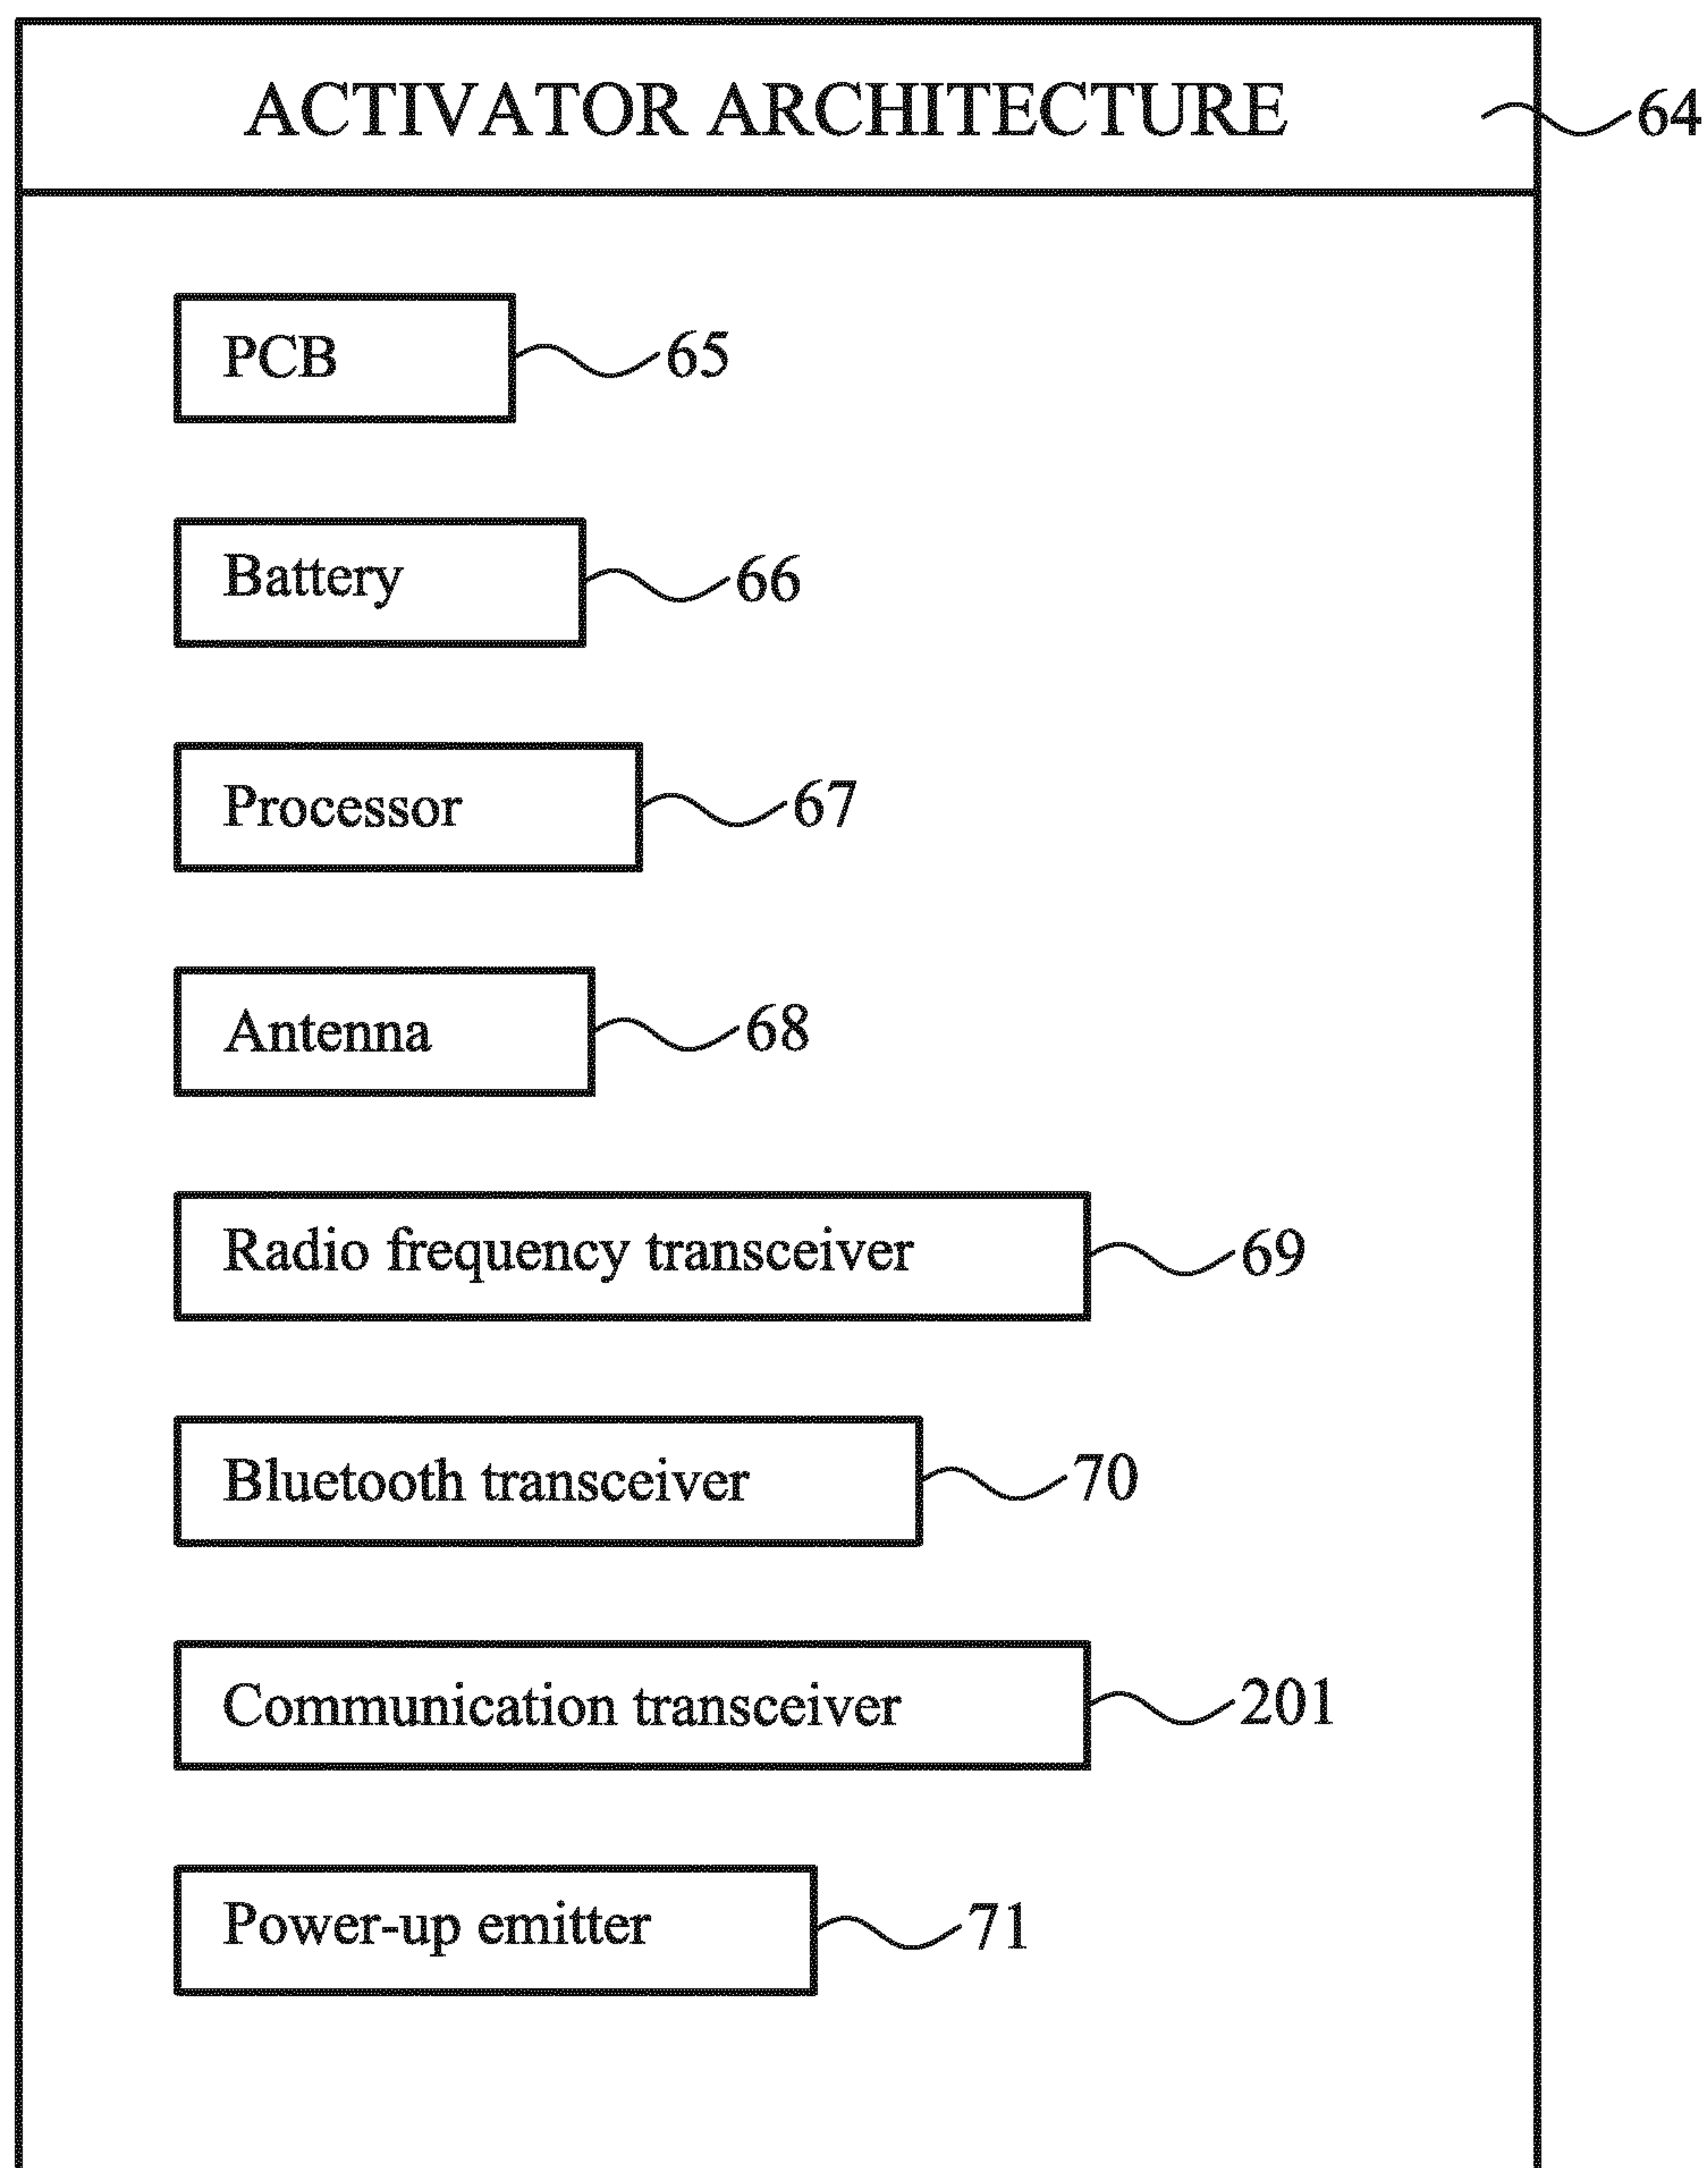 ACTIVATOR ARCHITECTURE 64
PCB 65
Battery 66
Processor 67
Antenna 68
Radio frequency transceiver 69
Bluetooth transceiver 70
Communication transceiver 201
Power-up emitter 71